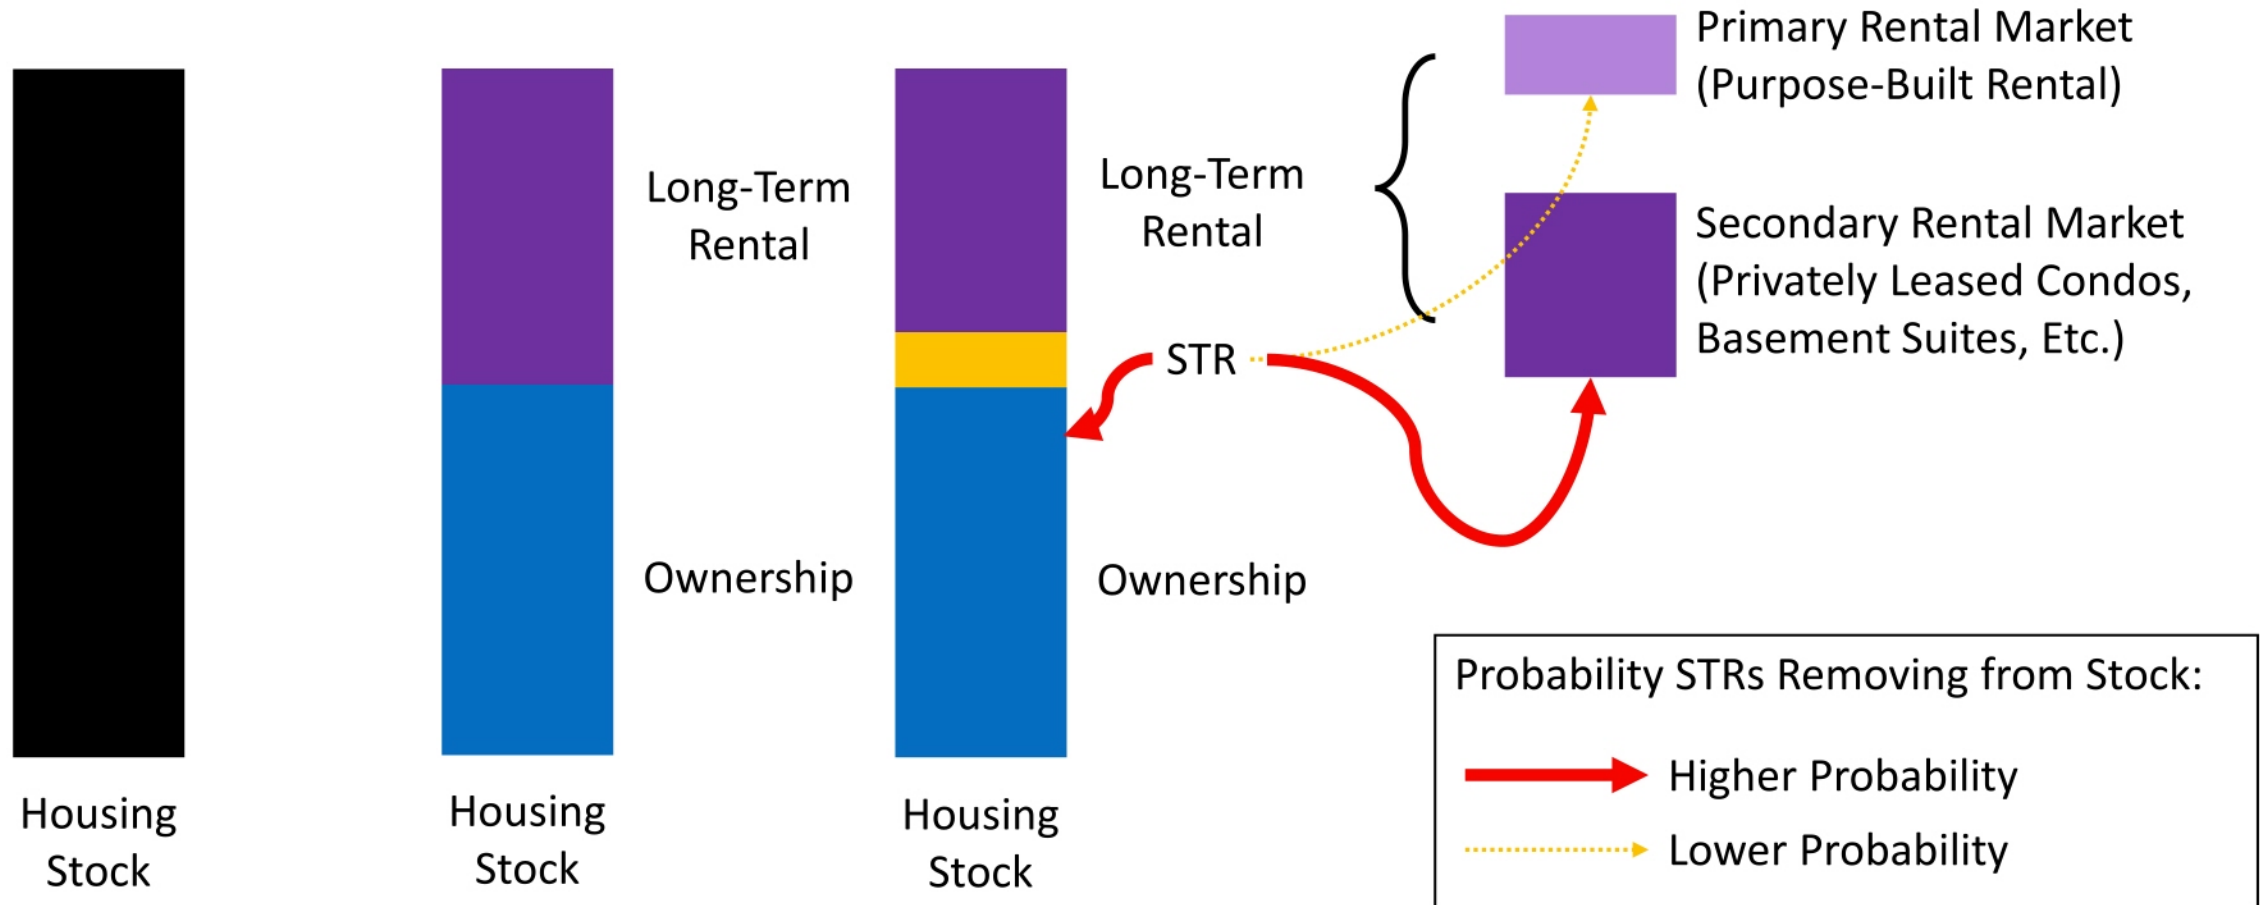 Housing
Stock
Long-Term
Rental
Ownership
Housing
Stock
Long-Term
Rental
STR
Ownership
Housing
Stock
Primary Rental Market
(Purpose-Built Rental)
Secondary Rental Market
(Privately Leased Condos,
Basement Suites, Etc.)
Probability STRs Removing from Stock:
Higher Probability
Lower Probability